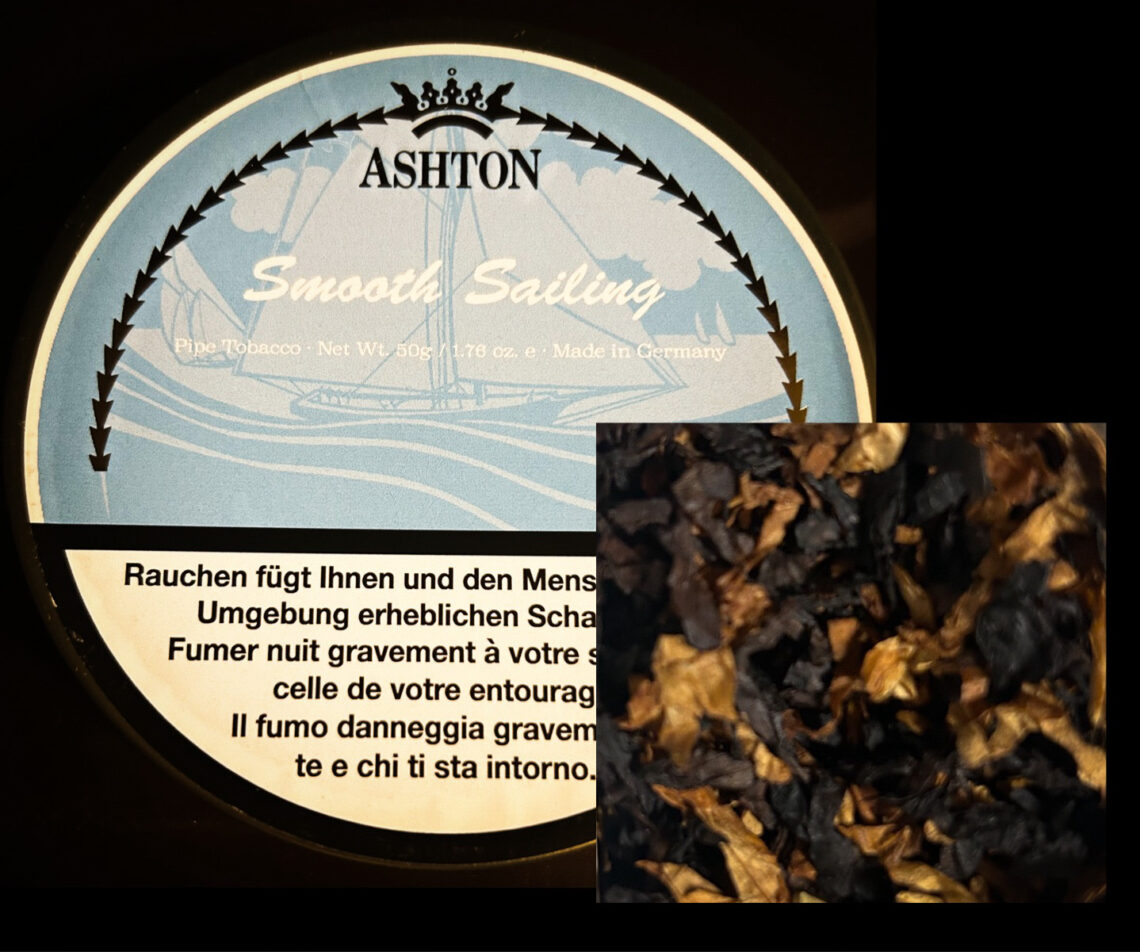 ASHTON
Smooth Sailing
Pipe Tobacco · Net Wt. 50g / 1.76 oz. e · Made in Germany
Rauchen fügt Ihnen und den Mens
Umgebung erheblichen Scha
Fumer nuit gravement à votre s
celle de votre entourag
Il fumo danneggia gravem
te e chi ti sta intorno.